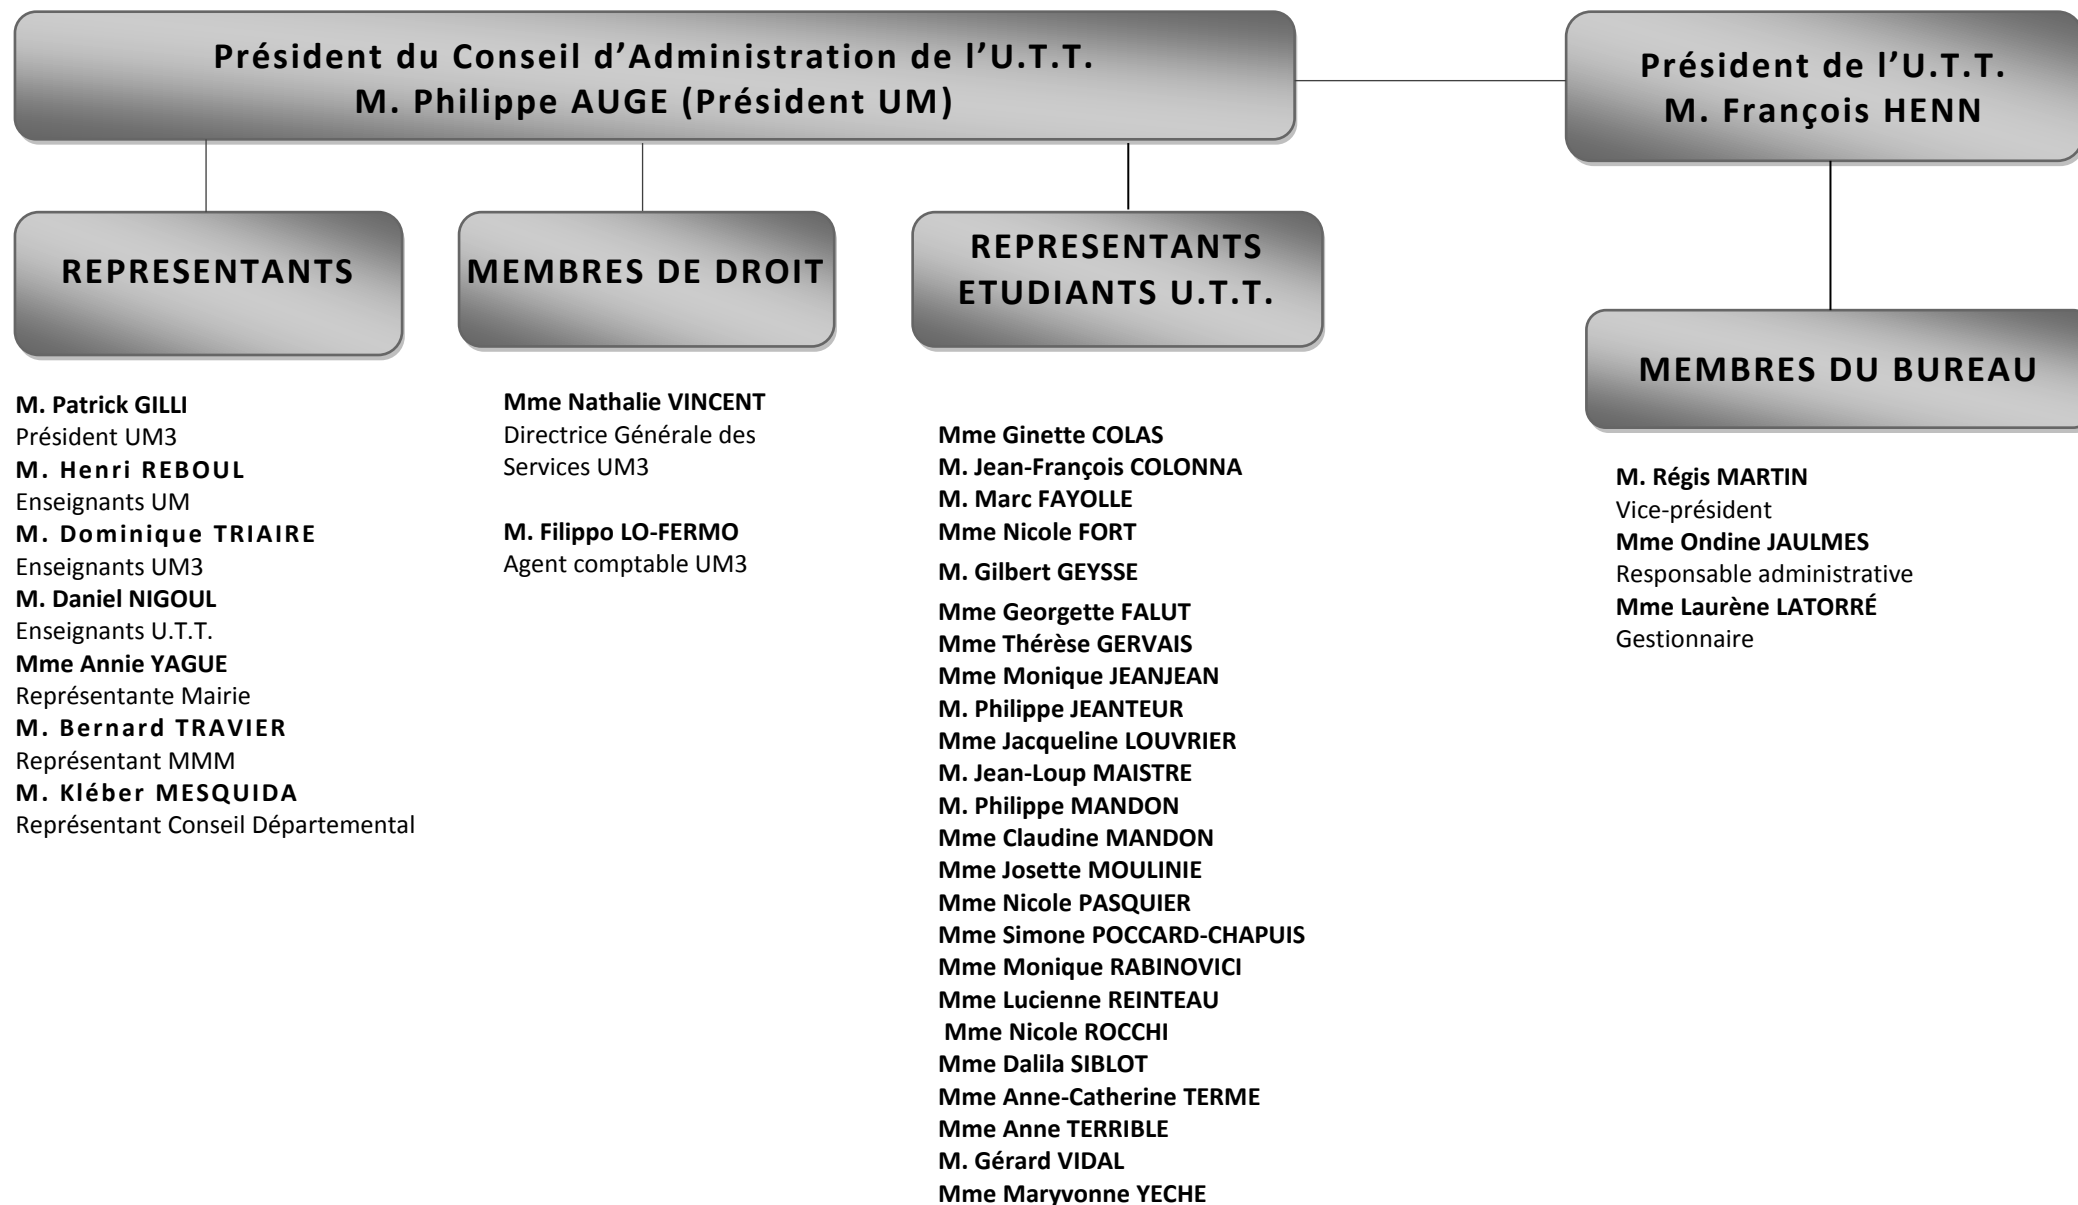 Président du Conseil d’Administration de l’U.T.T.
M. Philippe AUGE (Président UM)
Président de l’U.T.T.
M. François HENN
REPRESENTANTS
MEMBRES DE DROIT
REPRESENTANTS
ETUDIANTS U.T.T.
MEMBRES DU BUREAU
M. Patrick GILLI
Président UM3
M. Henri REBOUL
Enseignants UM
M. Dominique TRIAIRE
Enseignants UM3
M. Daniel NIGOUL
Enseignants U.T.T.
Mme Annie YAGUE
Représentante Mairie
M. Bernard TRAVIER
Représentant MMM
M. Kléber MESQUIDA
Représentant Conseil Départemental
Mme Nathalie VINCENT
Directrice Générale des
Services UM3
M. Filippo LO-FERMO
Agent comptable UM3
Mme Ginette COLAS
M. Jean-François COLONNA
M. Marc FAYOLLE
Mme Nicole FORT
M. Gilbert GEYSSE
Mme Georgette FALUT
Mme Thérèse GERVAIS
Mme Monique JEANJEAN
M. Philippe JEANTEUR
Mme Jacqueline LOUVRIER
M. Jean-Loup MAISTRE
M. Philippe MANDON
Mme Claudine MANDON
Mme Josette MOULINIE
Mme Nicole PASQUIER
Mme Simone POCCARD-CHAPUIS
Mme Monique RABINOVICI
Mme Lucienne REINTEAU
Mme Nicole ROCCHI
Mme Dalila SIBLOT
Mme Anne-Catherine TERME
Mme Anne TERRIBLE
M. Gérard VIDAL
Mme Maryvonne YECHE
M. Régis MARTIN
Vice-président
Mme Ondine JAULMES
Responsable administrative
Mme Laurène LATORRÉ
Gestionnaire